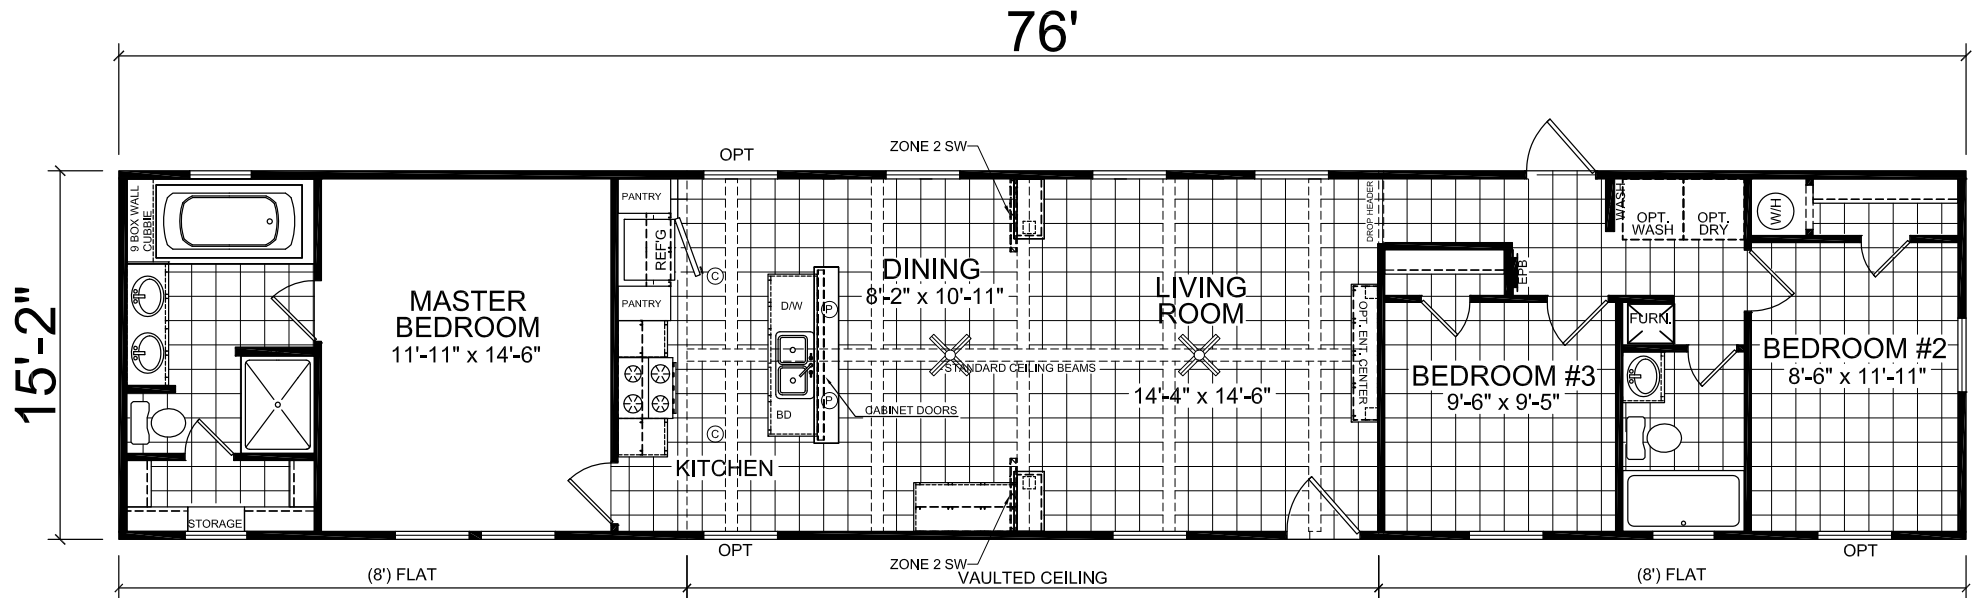 76'
15'-2"
OPT
ZONE 2 SW
9 BOX WALL
CUBBIE
PANTRY
REF'G
PANTRY
DROP HEADER
WASH
OPT.
WASH
OPT.
DRY
W/H
MASTER
BEDROOM
11'-11" x 14'-6"
C
D/W
P
DINING
8'-2" x 10'-11"
LIVING
ROOM
14'-4" x 14'-6"
EPB
OPT. ENT. CENTER
FURN.
STANDARD CEILING BEAMS
BEDROOM #3
9'-6" x 9'-5"
BEDROOM #2
8'-6" x 11'-11"
BD
P
CABINET DOORS
C
KITCHEN
STORAGE
OPT
ZONE 2 SW
OPT
(8') FLAT
VAULTED CEILING
(8') FLAT